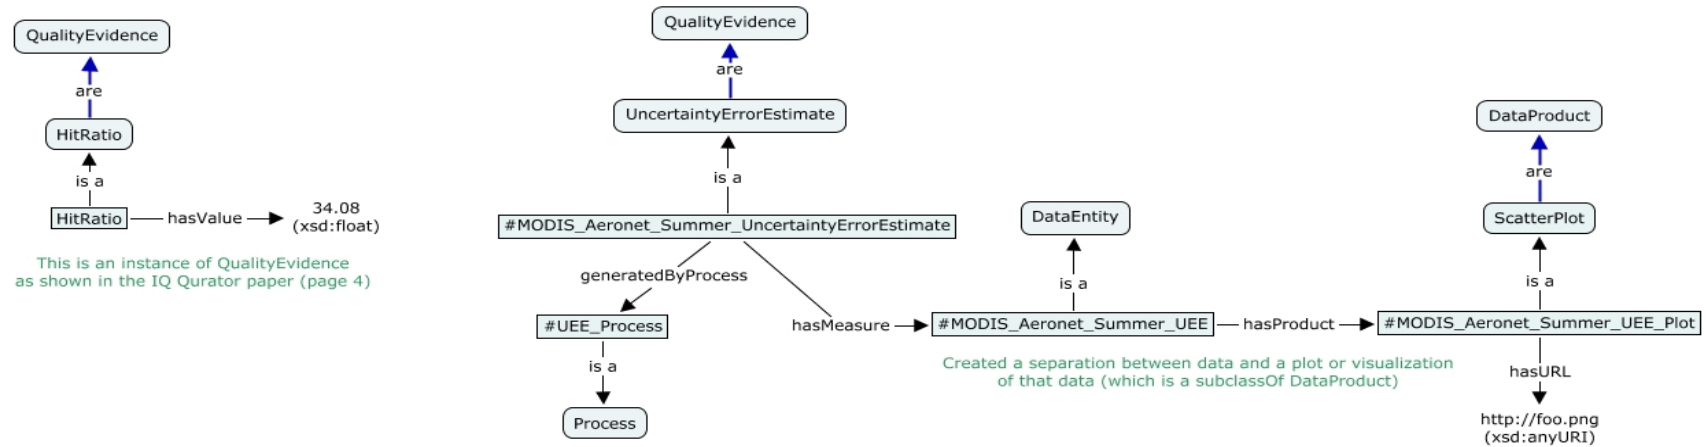 QualityEvidence
are
HitRatio
is a
HitRatio
hasValue
34.08
(xsd:float)
This is an instance of QualityEvidence
as shown in the IQ Qurator paper (page 4)
QualityEvidence
are
UncertaintyErrorEstimate
is a
#MODIS_Aeronet_Summer_UncertaintyErrorEstimate
generatedByProcess
#UEE_Process
is a
Process
hasMeasure
DataEntity
is a
#MODIS_Aeronet_Summer_UEE
hasProduct
Created a separation between data and a plot or visualization
of that data (which is a subclassOf DataProduct)
DataProduct
are
ScatterPlot
is a
#MODIS_Aeronet_Summer_UEE_Plot
hasURL
http://foo.png
(xsd:anyURI)